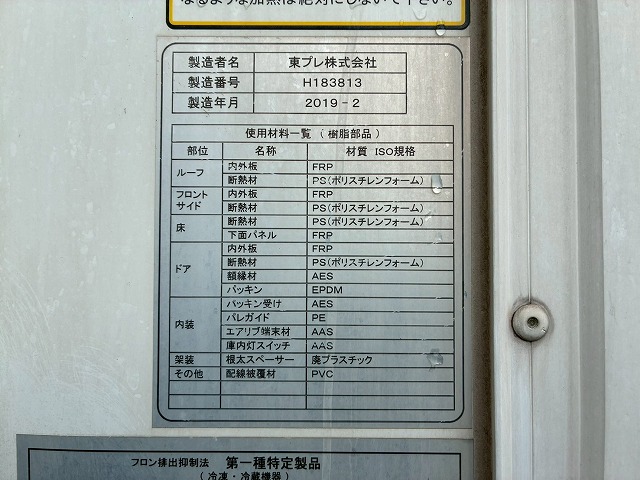 なるような加熱は絶対にしないで下さい。
製造者名 東プレ株式会社
製造番号 H183813
製造年月 2019-2
使用材料一覧（樹脂部品）
部位 名称 材質 ISO規格
ルーフ 内外板 FRP
断熱材 PS(ポリスチレンフォーム)
フロント サイド 内外板 FRP
断熱材 PS(ポリスチレンフォーム)
床 断熱材 PS(ポリスチレンフォーム)
下面パネル FRP
ドア 内外板 FRP
断熱材 PS(ポリスチレンフォーム)
額縁材 AES
パッキン EPDM
内装 パッキン受け AES
パレガイド PE
エアリブ端末材 AAS
庫内灯スイッチ AAS
架装 根太スペーサー 廃プラスチック
その他 配線被覆材 PVC
フロン排出抑制法 第一種特定製品
（冷凍・冷蔵機器）